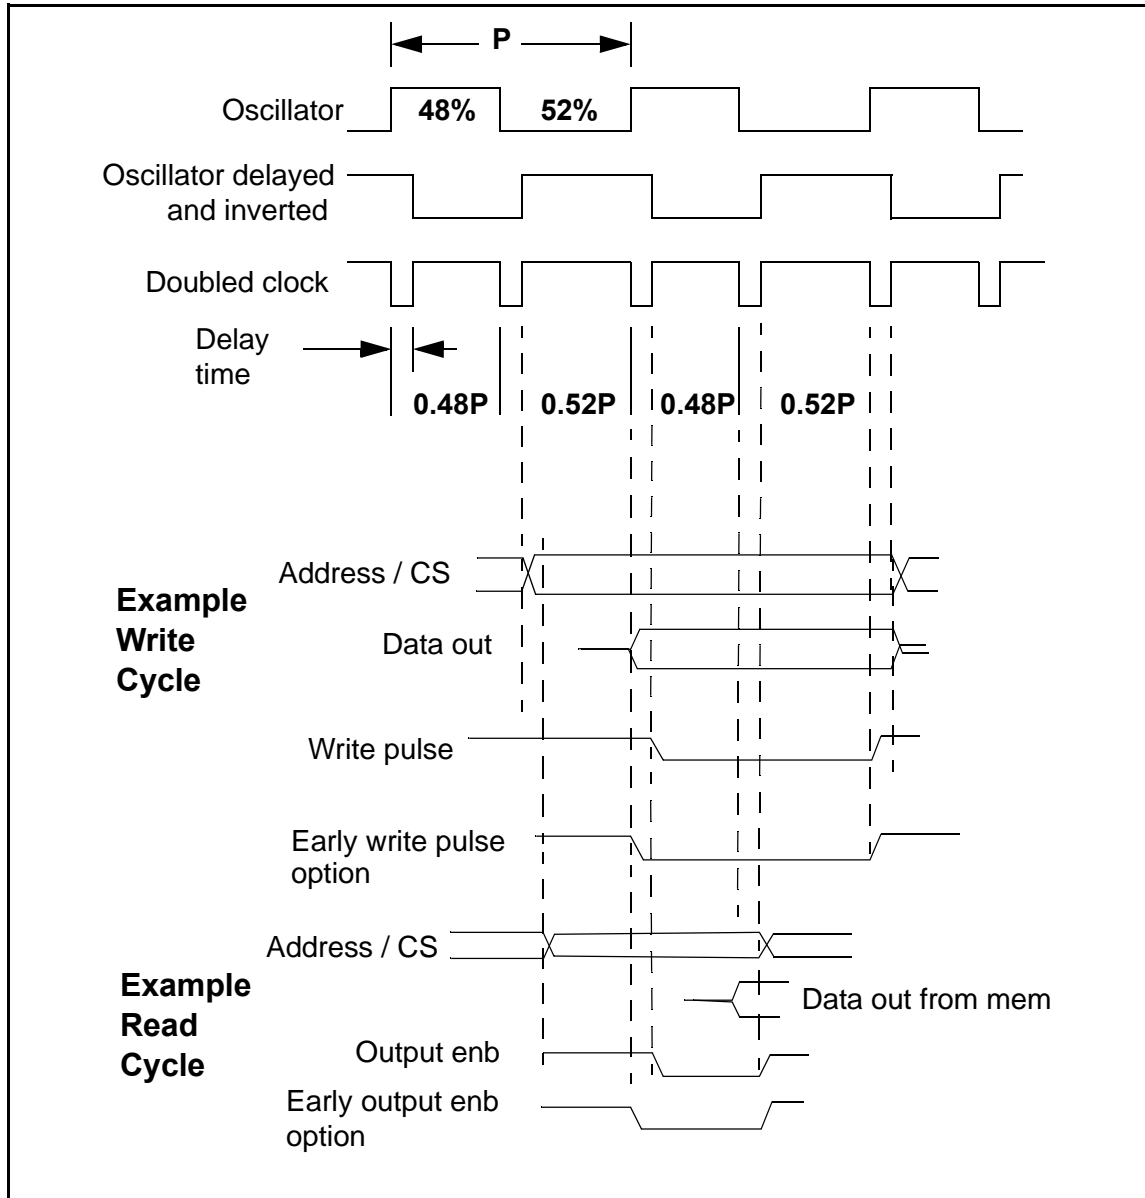 P
Oscillator
48%
52%
Oscillator delayed
and inverted
Doubled clock
Delay
time
0.48P
0.52P
0.48P
0.52P
Example
Write
Cycle
Address / CS
Data out
Write pulse
Early write pulse
option
Example
Read
Cycle
Address / CS
Data out from mem
Output enb
Early output enb
option